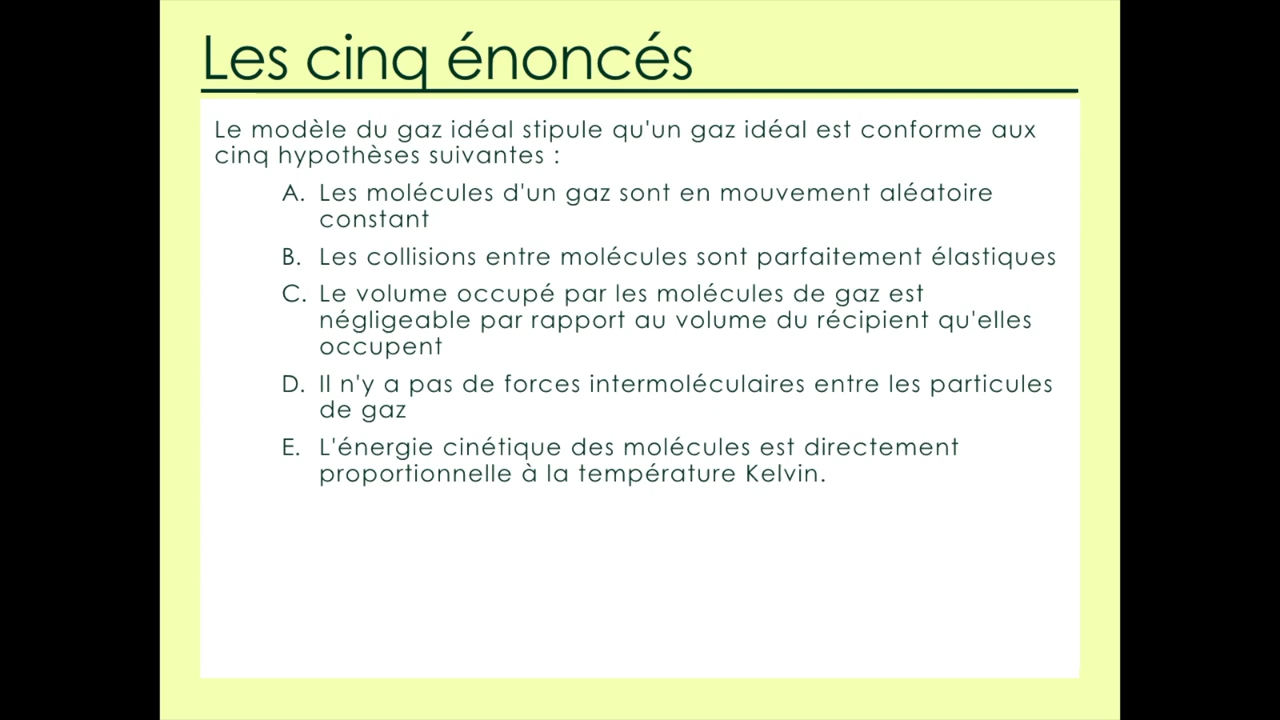 Les cinq énoncés
Le modèle du gaz idéal stipule qu'un gaz idéal est conforme aux
cinq hypothèses suivantes :
A. Les molécules d'un gaz sont en mouvement aléatoire
constant
B. Les collisions entre molécules sont parfaitement élastiques
C. Le volume occupé par les molécules de gaz est
négligeable par rapport au volume du récipient qu'elles
occupent
D. Il n'y a pas de forces intermoléculaires entre les particules
de gaz
E. L'énergie cinétique des molécules est directement
proportionnelle à la température Kelvin.